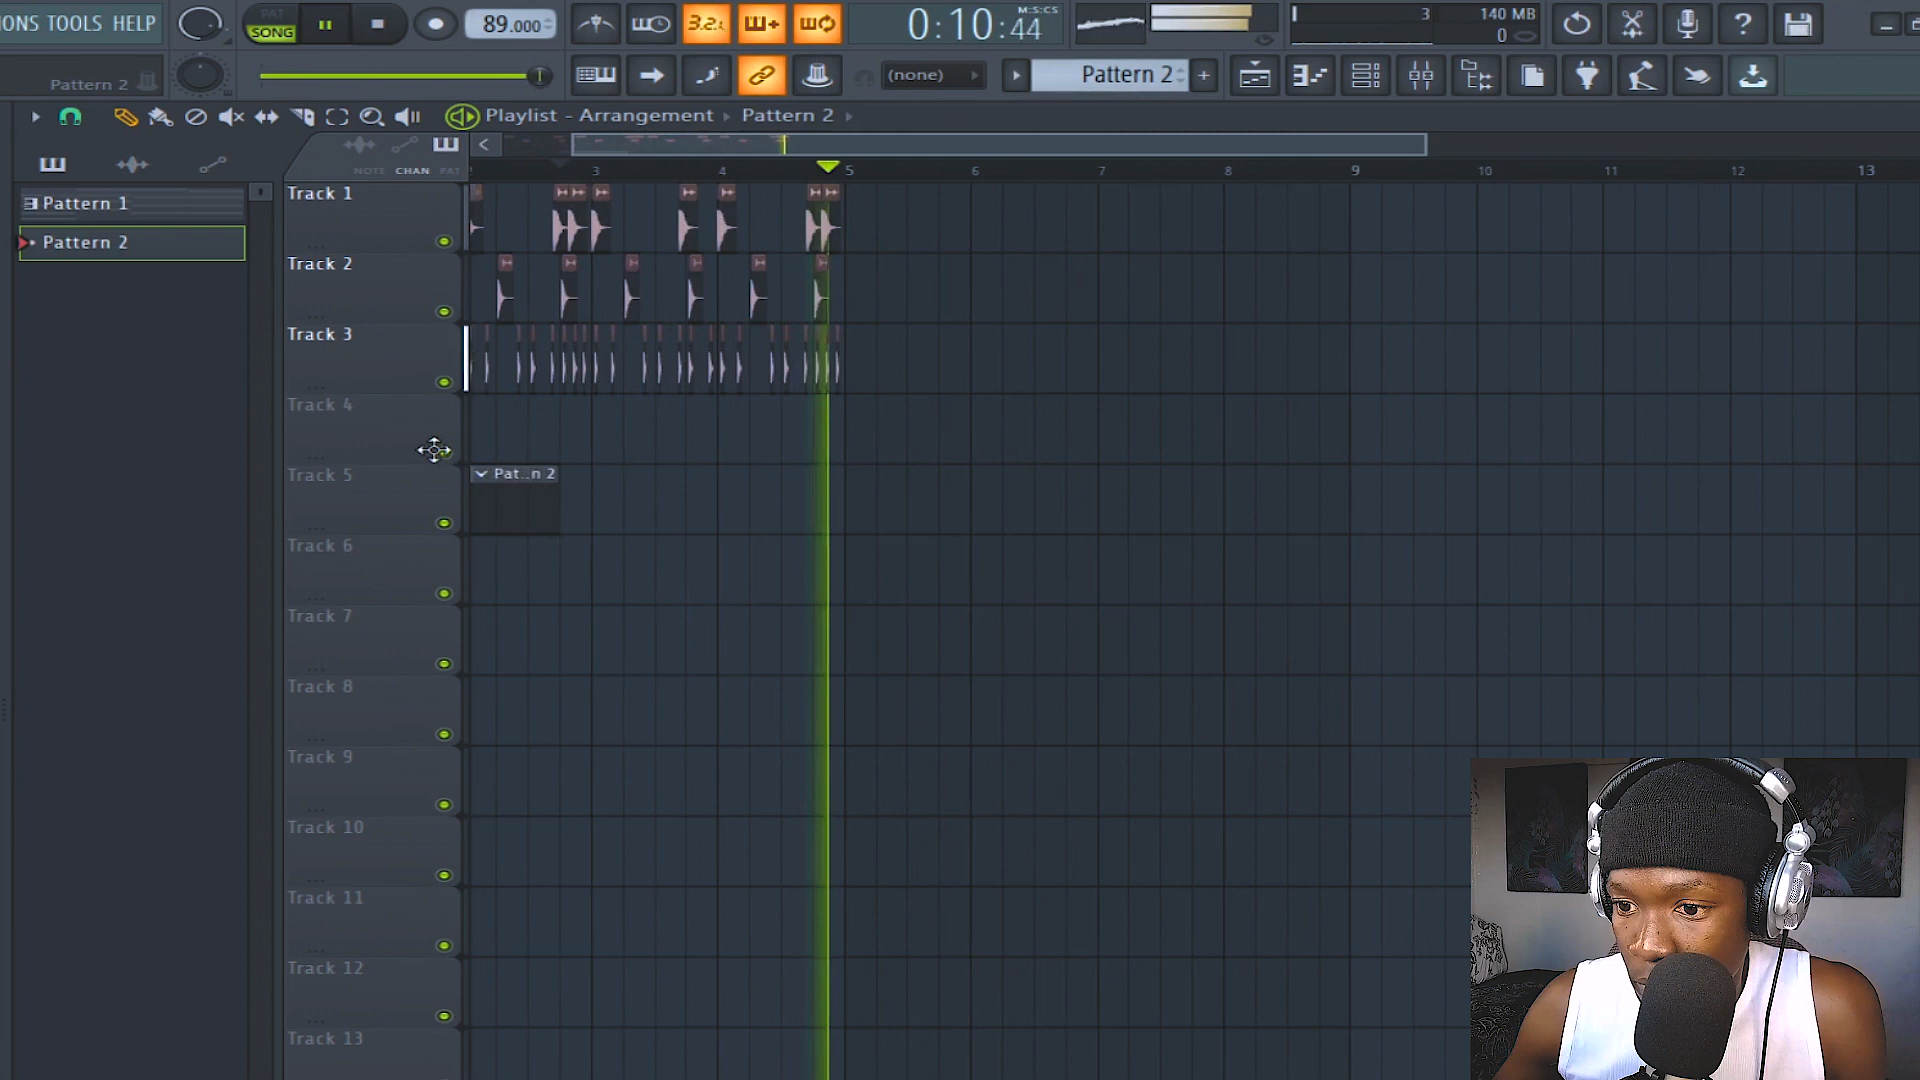 IONS TOOLS HELP
PAT
SONG
89.000
3.2.
0:10:44
M:S:CS
3
140 MB
0
Pattern 2
(none)
Pattern 2
+
Playlist - Arrangement
Pattern 2
NOTE CHAN PAT
3 4 5 6 7 8 9 10 11 12 13
Pattern 1
Pattern 2
Track 1
Track 2
Track 3
Track 4
Track 5
Pat..n 2
Track 6
Track 7
Track 8
Track 9
Track 10
Track 11
Track 12
Track 13